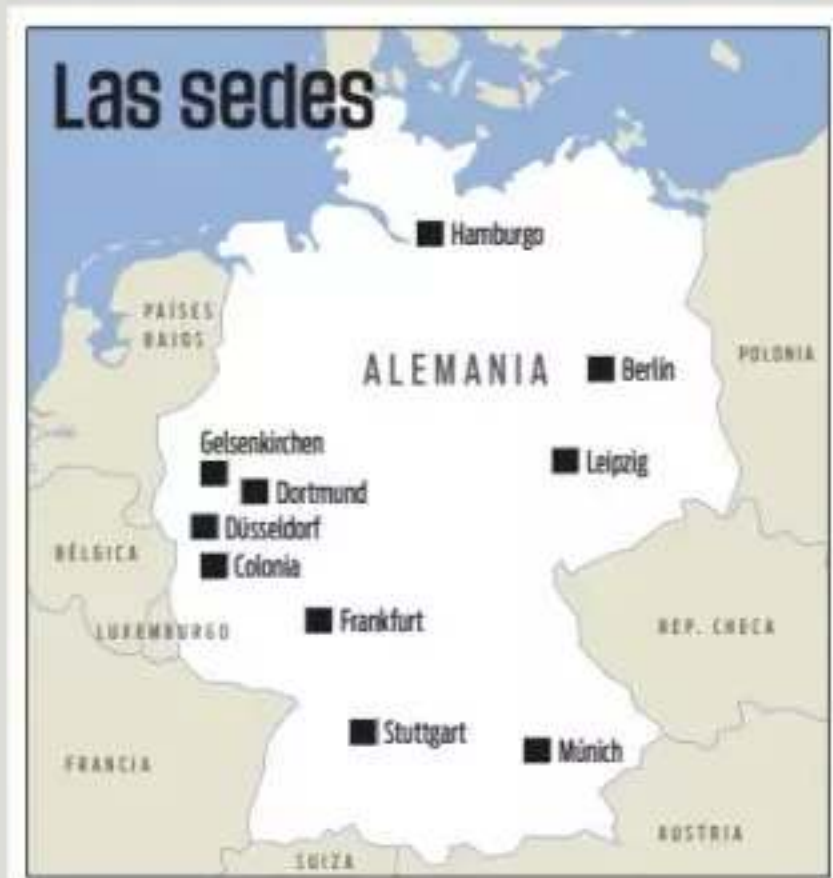 Las sedes
Hamburgo
PAÍSES
BAJOS
ALEMANIA
Berlín
POLONIA
Gelsenkirchen
Leipzig
Dortmund
Düsseldorf
BÉLGICA
Colonia
Frankfurt
LUXEMBURGO
REP. CHECA
Stuttgart
Múnich
FRANCIA
AUSTRIA
SUIZA